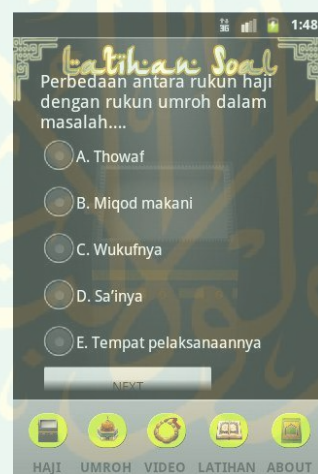 1:48
Latihan Soal
Perbedaan antara rukun haji
dengan rukun umroh dalam
masalah....
A. Thowaf
B. Miqod makani
C. Wukufnya
D. Sa'inya
E. Tempat pelaksanaannya
NEXT
HAJI UMROH VIDEO LATIHAN ABOUT